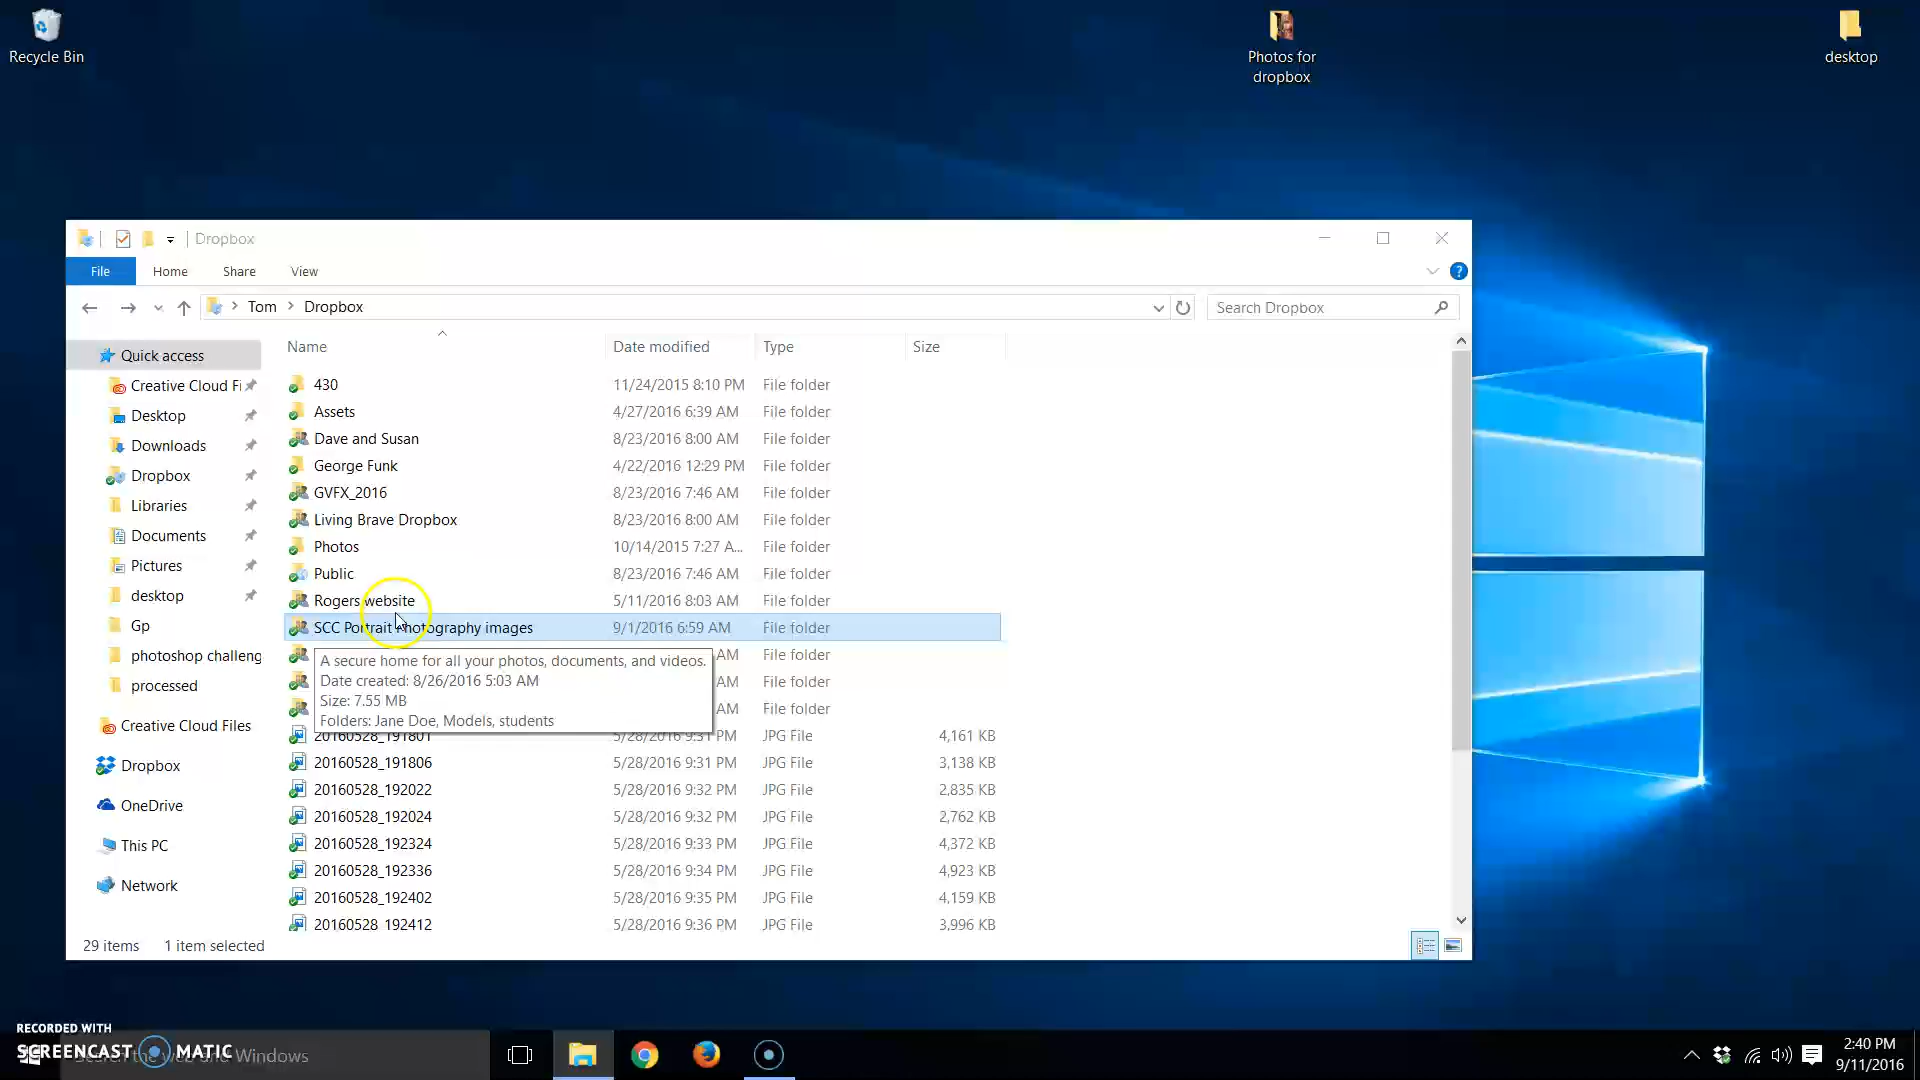 Recycle Bin
Photos for
dropbox
desktop
Dropbox
File
Home
Share
View
Tom
Dropbox
Search Dropbox
Name
Date modified
Type
Size
Quick access
Creative Cloud Fi
Desktop
Downloads
Dropbox
Libraries
Documents
Pictures
desktop
Gp
photoshop challeng
processed
Creative Cloud Files
Dropbox
OneDrive
This PC
Network
430 11/24/2015 8:10 PM File folder
Assets 4/27/2016 6:39 AM File folder
Dave and Susan 8/23/2016 8:00 AM File folder
George Funk 4/22/2016 12:29 PM File folder
GVFX_2016 8/23/2016 7:46 AM File folder
Living Brave Dropbox 8/23/2016 8:00 AM File folder
Photos 10/14/2015 7:27 A... File folder
Public 8/23/2016 7:46 AM File folder
Rogers website 5/11/2016 8:03 AM File folder
SCC Portrait Photography images 9/1/2016 6:59 AM File folder
AM File folder
AM File folder
AM File folder
A secure home for all your photos, documents, and videos.
Date created: 8/26/2016 5:03 AM
Size: 7.55 MB
Folders: Jane Doe, Models, students
20160528_191801 5/28/2016 9:31 PM JPG File 4,161 KB
20160528_191806 5/28/2016 9:31 PM JPG File 3,138 KB
20160528_192022 5/28/2016 9:32 PM JPG File 2,835 KB
20160528_192024 5/28/2016 9:32 PM JPG File 2,762 KB
20160528_192324 5/28/2016 9:33 PM JPG File 4,372 KB
20160528_192336 5/28/2016 9:34 PM JPG File 4,923 KB
20160528_192402 5/28/2016 9:35 PM JPG File 4,159 KB
20160528_192412 5/28/2016 9:36 PM JPG File 3,996 KB
29 items 1 item selected
RECORDED WITH
SCREENCAST MATIC
Search the web and Windows
2:40 PM
9/11/2016